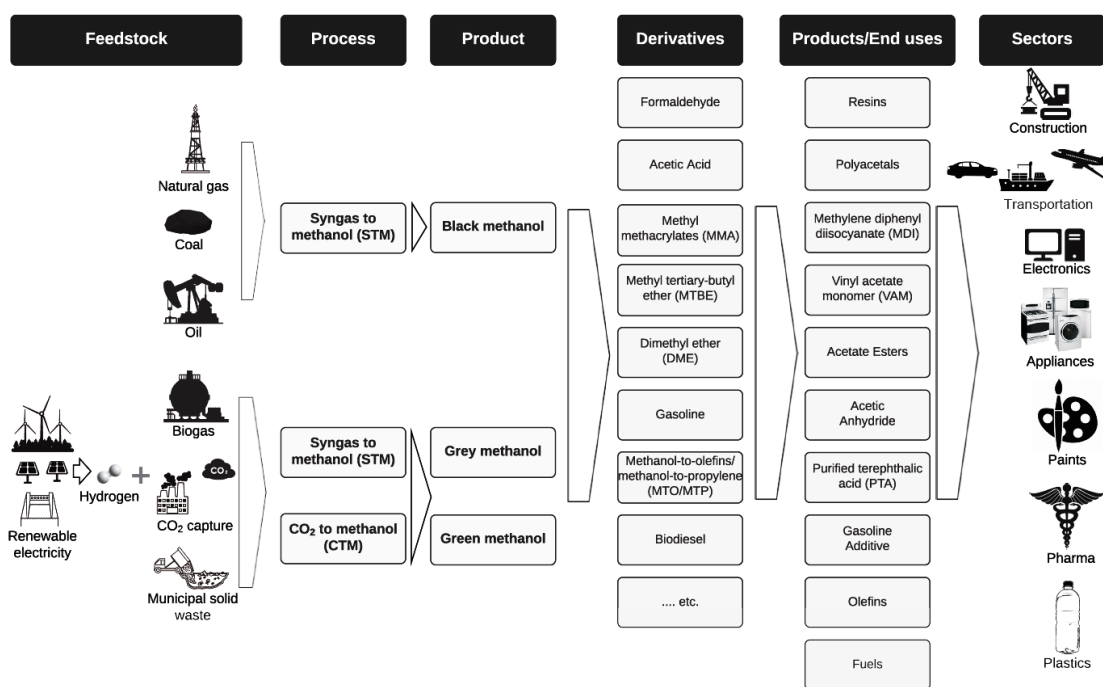 Feedstock
Process
Product
Derivatives
Products/End uses
Sectors
Natural gas
Coal
Oil
Biogas
Renewable
electricity
Hydrogen
+
CO₂
CO₂ capture
Municipal solid
waste
Syngas to
methanol (STM)
Syngas to
methanol (STM)
CO₂ to methanol
(CTM)
Black methanol
Grey methanol
Green methanol
Formaldehyde
Acetic Acid
Methyl
methacrylates (MMA)
Methyl tertiary-butyl
ether (MTBE)
Dimethyl ether
(DME)
Gasoline
Methanol-to-olefins/
methanol-to-propylene
(MTO/MTP)
Biodiesel
.... etc.
Resins
Polyacetals
Methylene diphenyl
diisocyanate (MDI)
Vinyl acetate
monomer (VAM)
Acetate Esters
Acetic
Anhydride
Purified terephthalic
acid (PTA)
Gasoline
Additive
Olefins
Fuels
Construction
Transportation
Electronics
Appliances
Paints
Pharma
Plastics